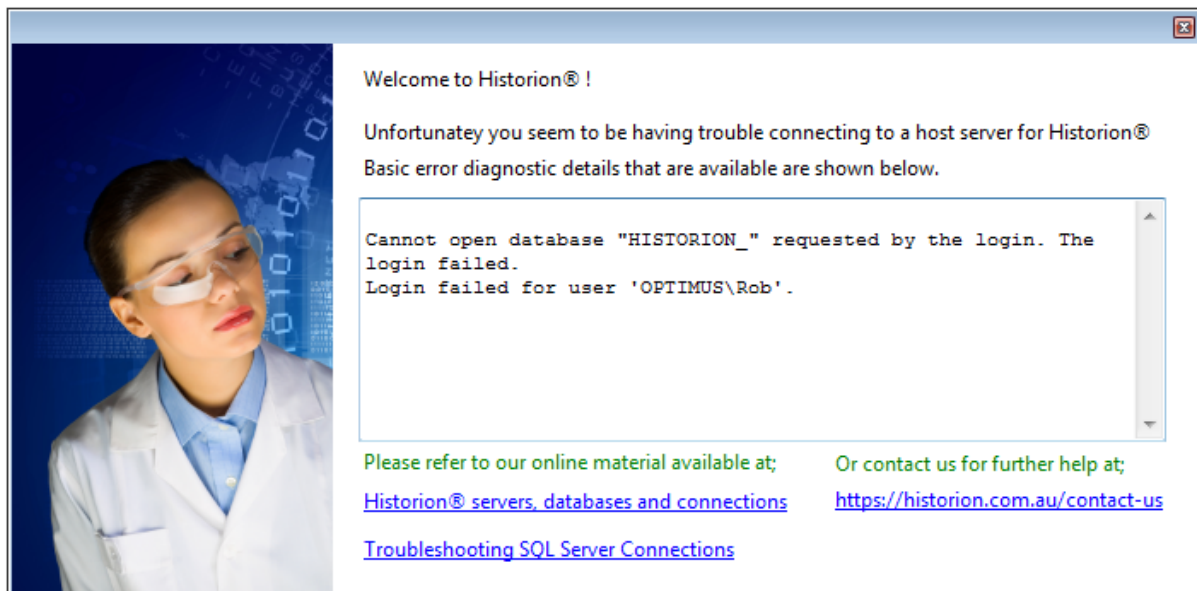 Welcome to Historion® !
Unfortunatey you seem to be having trouble connecting to a host server for Historion®
Basic error diagnostic details that are available are shown below.
Cannot open database "HISTORION_" requested by the login. The
login failed.
Login failed for user 'OPTIMUS\Rob'.
Please refer to our online material available at;
Historion® servers, databases and connections
Troubleshooting SQL Server Connections
Or contact us for further help at;
https://historion.com.au/contact-us